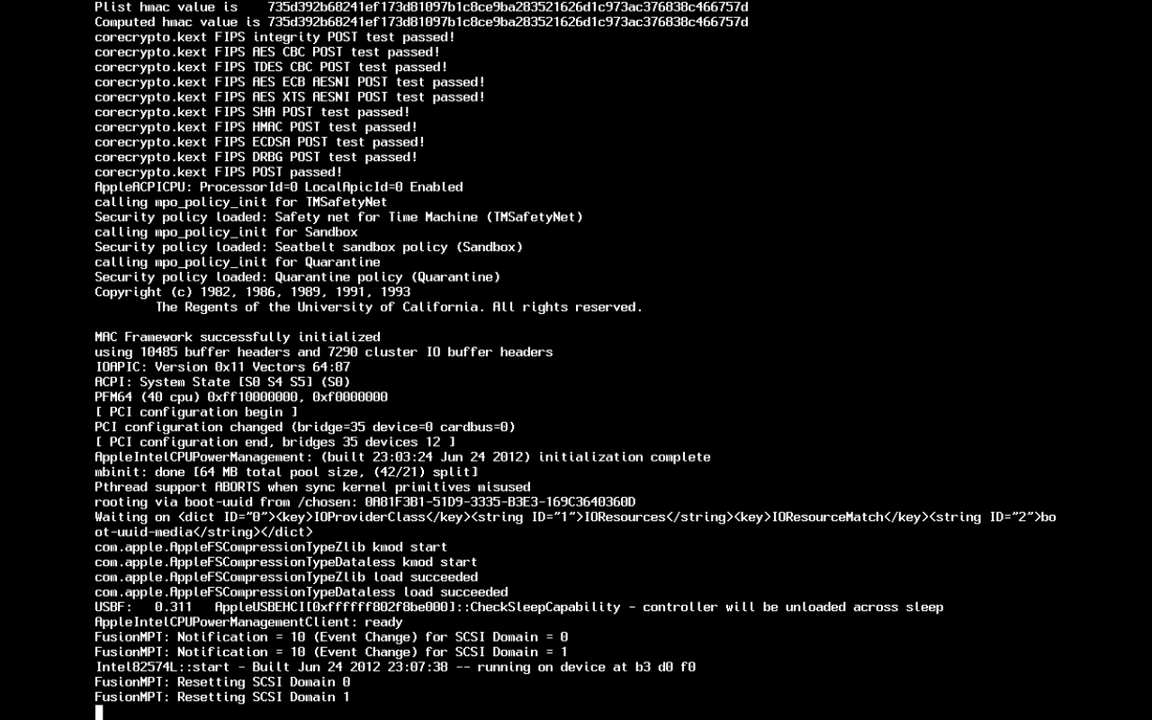 Plist hmac value is    735d392b68241ef173d81097b1c8ce9ba283521626d1c973ac376838c466757d
Computed hmac value is 735d392b68241ef173d81097b1c8ce9ba283521626d1c973ac376838c466757d
corecrypto.kext FIPS integrity POST test passed!
corecrypto.kext FIPS AES CBC POST test passed!
corecrypto.kext FIPS TDES CBC POST test passed!
corecrypto.kext FIPS AES ECB AESNI POST test passed!
corecrypto.kext FIPS AES XTS AESNI POST test passed!
corecrypto.kext FIPS SHA POST test passed!
corecrypto.kext FIPS HMAC POST test passed!
corecrypto.kext FIPS ECDSA POST test passed!
corecrypto.kext FIPS DRBG POST test passed!
corecrypto.kext FIPS POST passed!
AppleACPICPU: ProcessorId=0 LocalApicId=0 Enabled
calling mpo_policy_init for TMSafetyNet
Security policy loaded: Safety net for Time Machine (TMSafetyNet)
calling mpo_policy_init for Sandbox
Security policy loaded: Seatbelt sandbox policy (Sandbox)
calling mpo_policy_init for Quarantine
Security policy loaded: Quarantine policy (Quarantine)
Copyright (c) 1982, 1986, 1989, 1991, 1993
        The Regents of the University of California. All rights reserved.

MAC Framework successfully initialized
using 10485 buffer headers and 7290 cluster IO buffer headers
IOAPIC: Version 0x11 Vectors 64:87
ACPI: System State [S0 S4 S5] (S0)
PFM64 (40 cpu) 0xff10000000, 0xf0000000
[ PCI configuration begin ]
PCI configuration changed (bridge=35 device=0 cardbus=0)
[ PCI configuration end, bridges 35 devices 12 ]
AppleIntelCPUPowerManagement: (built 23:03:24 Jun 24 2012) initialization complete
mbinit: done [64 MB total pool size, (42/21) split]
Pthread support ABORTS when sync kernel primitives misused
rooting via boot-uuid from /chosen: 0A81F3B1-51D9-3335-B3E3-169C3640360D
Waiting on <dict ID="0"><key>IOProviderClass</key><string ID="1">IOResources</string><key>IOResourceMatch</key><string ID="2">bo
ot-uuid-media</string></dict>
com.apple.AppleFSCompressionTypeZlib kmod start
com.apple.AppleFSCompressionTypeDataless kmod start
com.apple.AppleFSCompressionTypeZlib load succeeded
com.apple.AppleFSCompressionTypeDataless load succeeded
USBF:   0.311   AppleUSBEHCI[0xffffff802f8be000]::CheckSleepCapability - controller will be unloaded across sleep
AppleIntelCPUPowerManagementClient: ready
FusionMPT: Notification = 10 (Event Change) for SCSI Domain = 0
FusionMPT: Notification = 10 (Event Change) for SCSI Domain = 1
Intel82574L::start - Built Jun 24 2012 23:07:38 -- running on device at b3 d0 f0
FusionMPT: Resetting SCSI Domain 0
FusionMPT: Resetting SCSI Domain 1